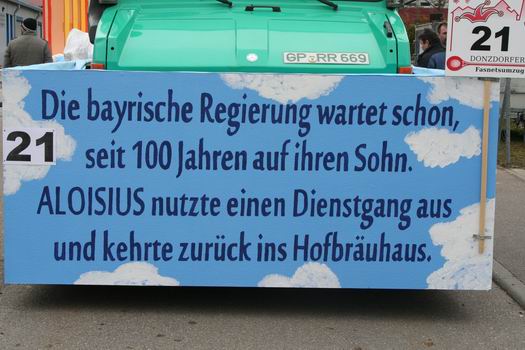 GP RR 669
21
DONZDORFER
Fasnetsumzug
21
Die bayrische Regierung wartet schon,
seit 100 Jahren auf ihren Sohn.
ALOISIUS nutzte einen Dienstgang aus
und kehrte zurück ins Hofbräuhaus.